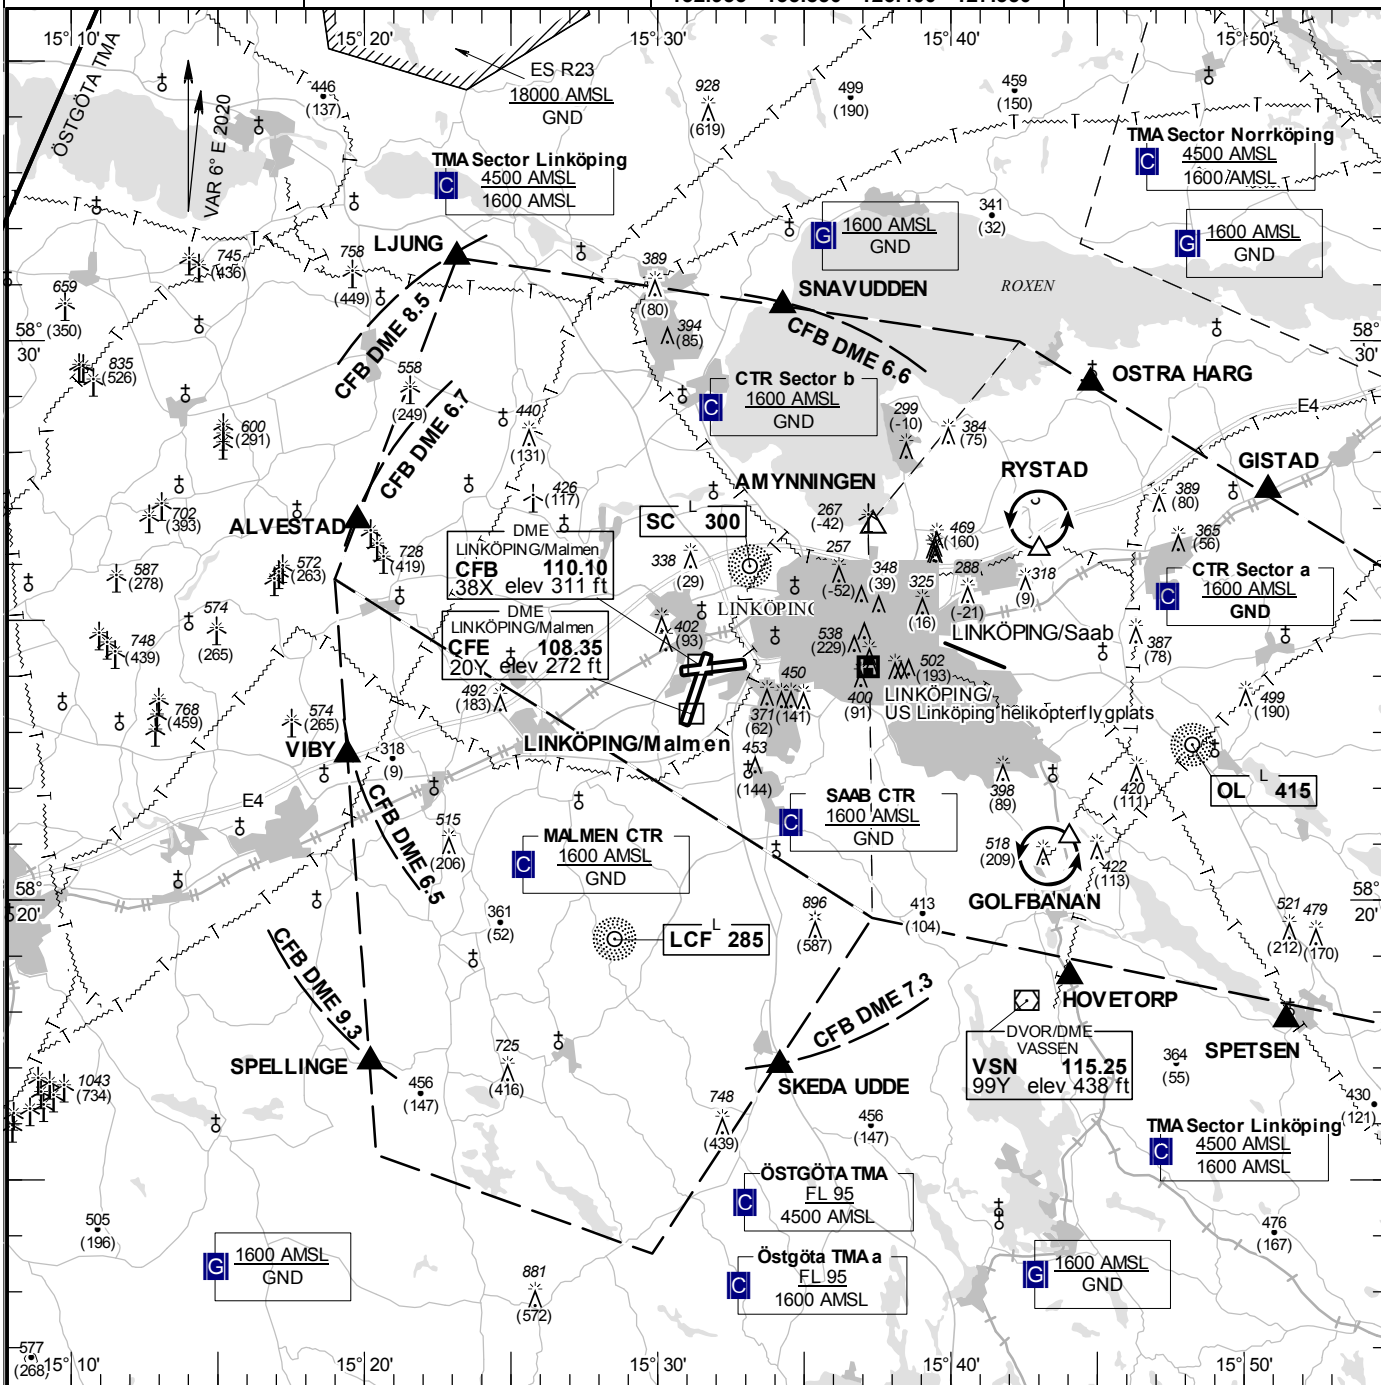 15°10'
15°20'
15°30'
15°40'
15°50'
ÖSTGÖTA TMA
VAR 6° E 2020
446
(137)
ES R23
18000 AMSL
GND
928
(619)
499
(190)
459
(150)
TMA Sector Linköping
C
4500 AMSL
1600 AMSL
TMA Sector Norrköping
C
4500 AMSL
1600 AMSL
341
(32)
G
1600 AMSL
GND
G
1600 AMSL
GND
LJUNG
745
(436)
758
(449)
389
(80)
SNAVUDDEN
ROXEN
659
(350)
394
(85)
CFB DME 8.5
CFB DME 6.6
58°
30'
58°
30'
835
(526)
558
(249)
CTR Sector b
C
1600 AMSL
GND
OSTRA HARG
E4
600
(291)
CFB DME 6.7
440
(131)
299
(-10)
384
(75)
426
(117)
AMYNNINGEN
RYSTAD
GISTAD
702
(393)
ALVESTAD
SC L 300
267
(-42)
389
(80)
728
(419)
DME
LINKÖPING/Malmen
CFB 110.10
38X elev 311 ft
338
(29)
257
(-52)
469
(160)
365
(56)
587
(278)
572
(263)
348
(39)
325
(16)
288
(-21)
318
(9)
CTR Sector a
C
1600 AMSL
GND
574
(265)
DME
LINKÖPING/Malmen
CFE 108.35
20Y elev 272 ft
LINKÖPING
402
(93)
LINKÖPING/Saab
748
(439)
538
(229)
387
(78)
502
(193)
492
(183)
450
(141)
400
(91)
LINKÖPING/
US Linköping helikopterflygplats
499
(190)
768
(459)
574
(265)
371
(62)
VIBY
318
(9)
LINKÖPING/Malmen
453
(144)
398
(89)
420
(111)
OL L 415
E4
CFB DME 6.5
515
(206)
SAAB CTR
C
1600 AMSL
GND
MALMEN CTR
C
1600 AMSL
GND
518
(209)
422
(113)
GOLFBANAN
58°
20'
58°
20'
361
(52)
896
(587)
413
(104)
521
(212)
479
(170)
CFB DME 9.3
LCF L 285
CFB DME 7.3
HOVETORP
SPETSEN
DVOR/DME
VASSEN
VSN 115.25
99Y elev 438 ft
SPELLINGE
725
(416)
SKEDA UDDE
364
(55)
1043
(734)
456
(147)
748
(439)
456
(147)
430
(121)
TMA Sector Linköping
C
4500 AMSL
1600 AMSL
ÖSTGÖTA TMA
C
FL 95
4500 AMSL
505
(196)
476
(167)
G
1600 AMSL
GND
Östgöta TMA a
C
FL 95
1600 AMSL
G
1600 AMSL
GND
881
(572)
577
(268)
15°10'
15°20'
15°30'
15°40'
15°50'